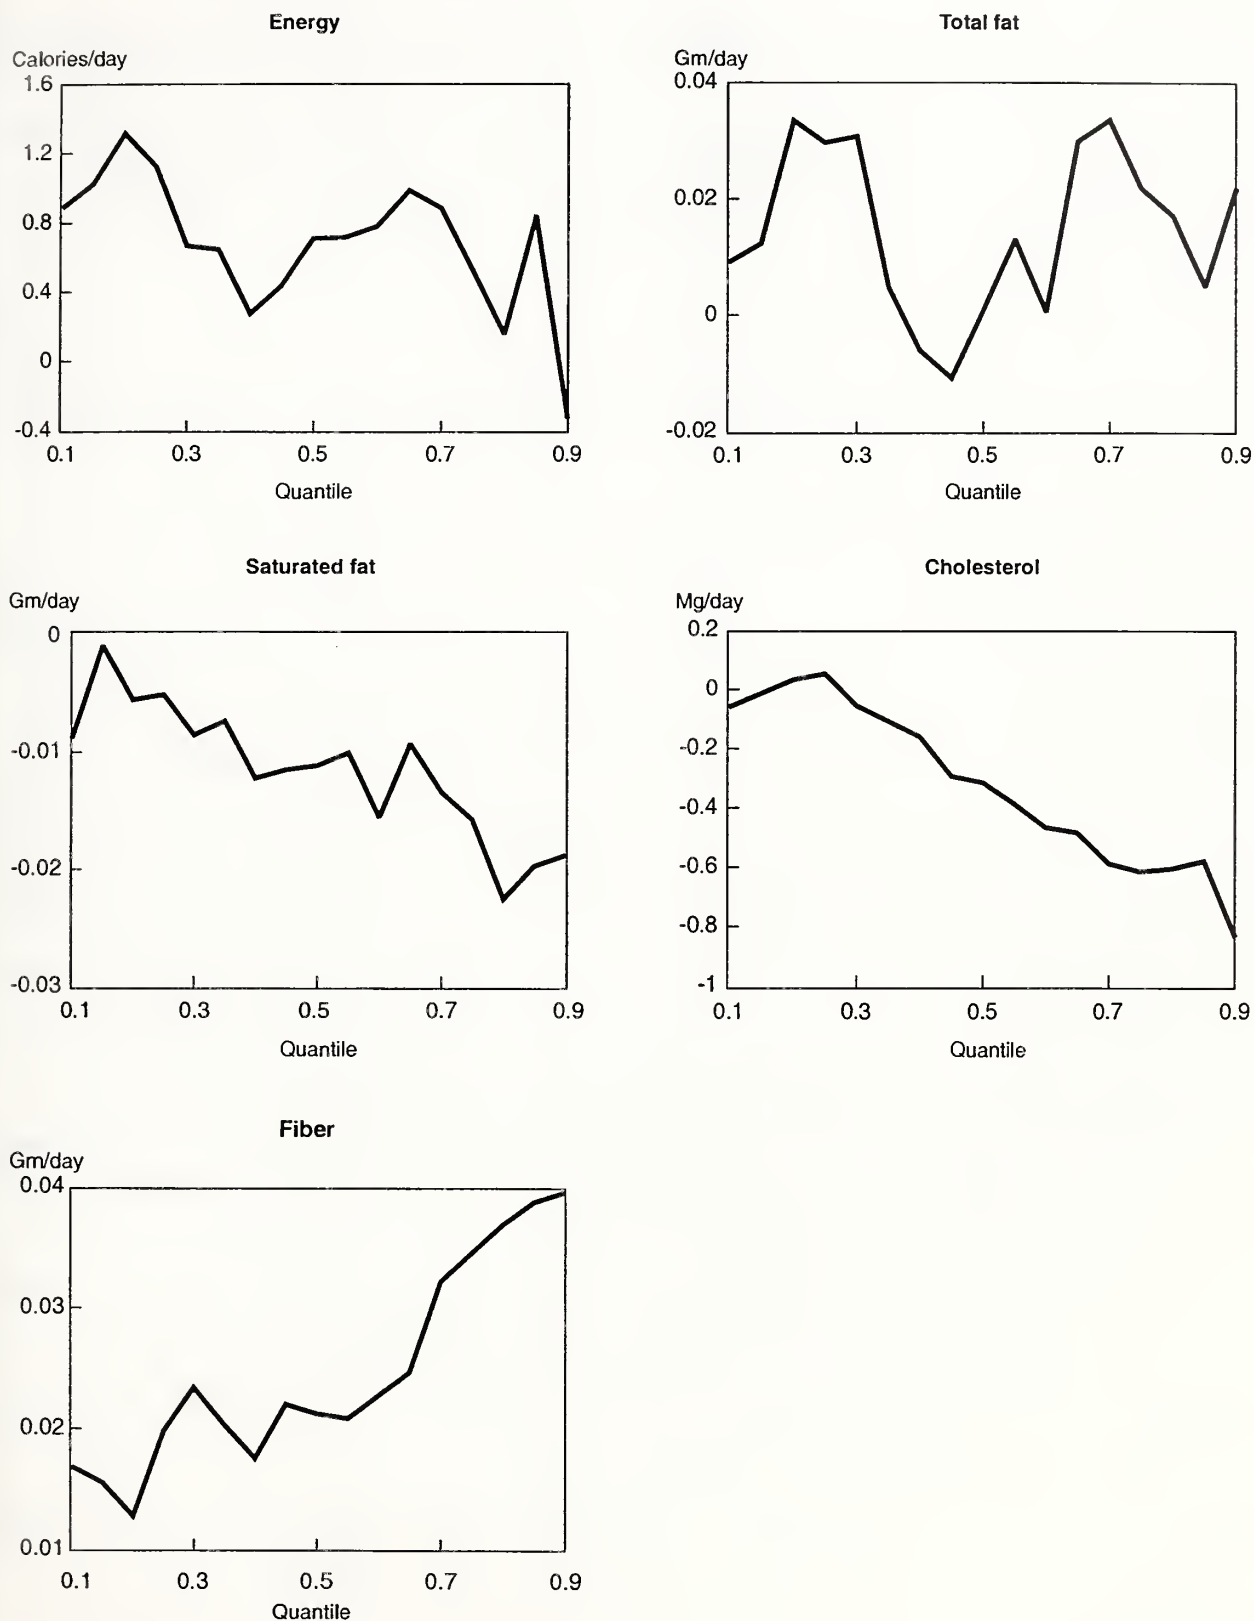 Energy
Calories/day
1.6
1.2
0.8
0.4
0
-0.4
0.1 0.3 0.5 0.7 0.9
Quantile
Total fat
Gm/day
0.04
0.02
0
-0.02
0.1 0.3 0.5 0.7 0.9
Quantile
Saturated fat
Gm/day
0
-0.01
-0.02
-0.03
0.1 0.3 0.5 0.7 0.9
Quantile
Cholesterol
Mg/day
0.2
0
-0.2
-0.4
-0.6
-0.8
-1
0.1 0.3 0.5 0.7 0.9
Quantile
Fiber
Gm/day
0.04
0.03
0.02
0.01
0.1 0.3 0.5 0.7 0.9
Quantile